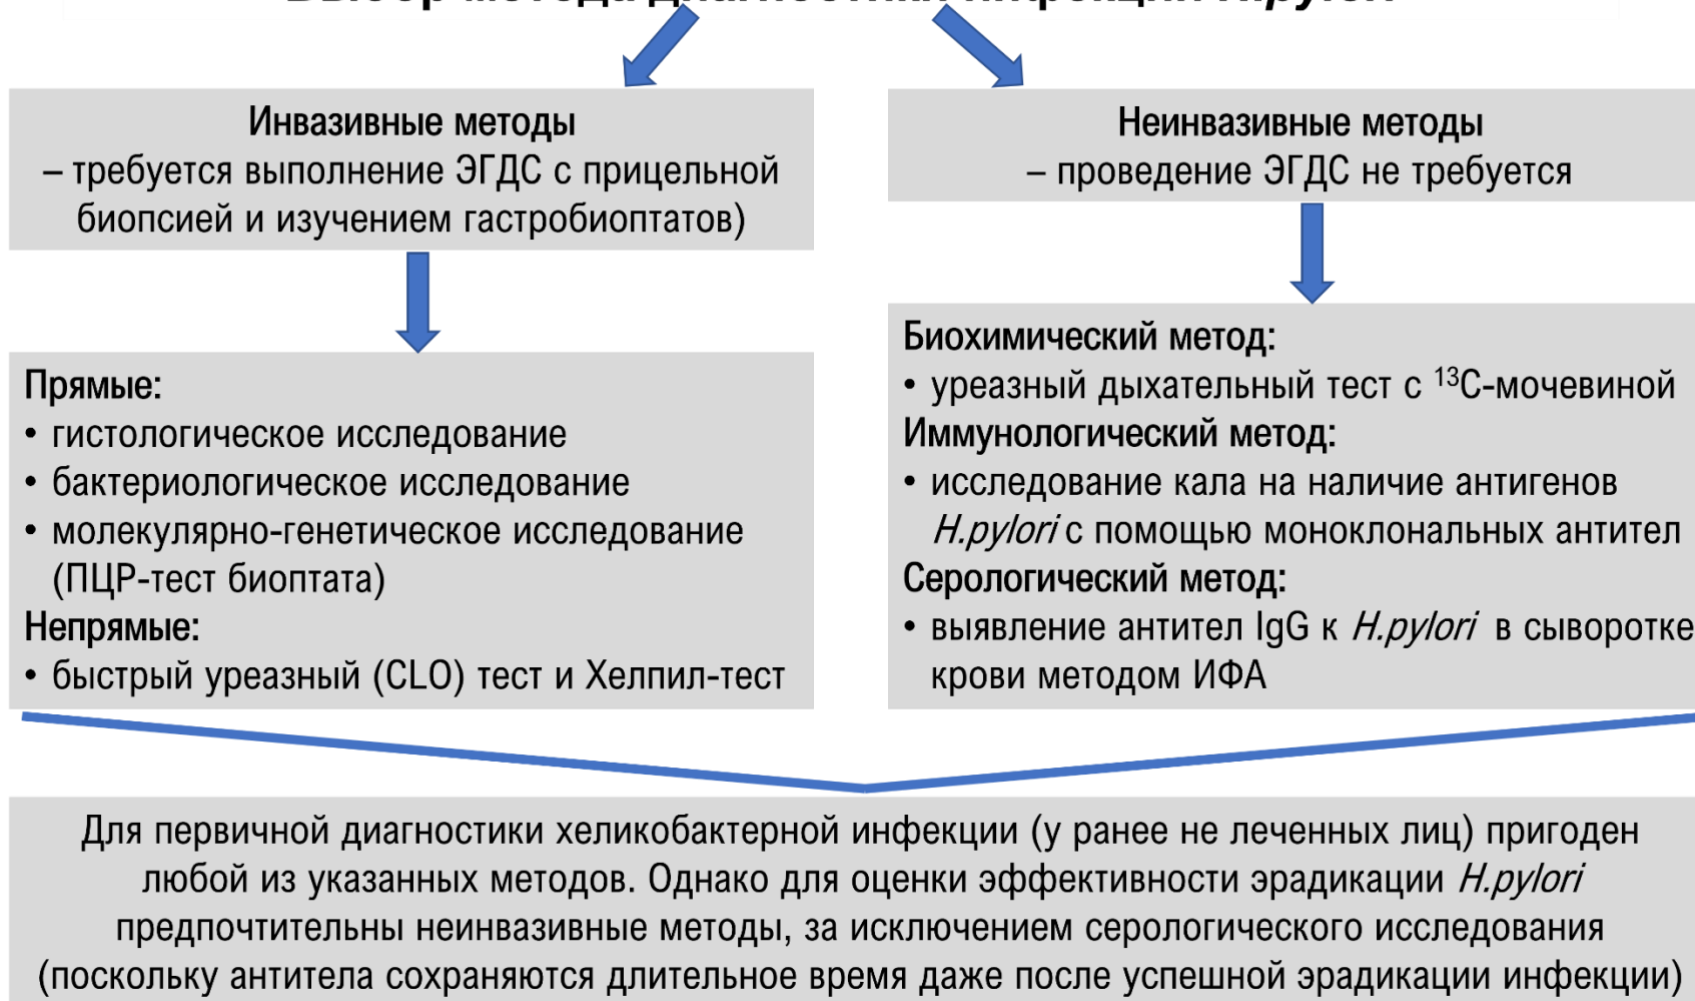 Выбор метода диагностики инфекции H.pylori
Инвазивные методы
– требуется выполнение ЭГДС с прицельной
биопсией и изучением гастробиоптатов)
Неинвазивные методы
– проведение ЭГДС не требуется
Прямые:
• гистологическое исследование
• бактериологическое исследование
• молекулярно-генетическое исследование
(ПЦР-тест биоптата)
Непрямые:
• быстрый уреазный (CLO) тест и Хелпил-тест
Биохимический метод:
• уреазный дыхательный тест с ¹³С-мочевиной
Иммунологический метод:
• исследование кала на наличие антигенов
H.pylori с помощью моноклональных антител
Серологический метод:
• выявление антител IgG к H.pylori в сыворотке
крови методом ИФА
Для первичной диагностики хеликобактерной инфекции (у ранее не леченных лиц) пригоден
любой из указанных методов. Однако для оценки эффективности эрадикации H.pylori
предпочтительны неинвазивные методы, за исключением серологического исследования
(поскольку антитела сохраняются длительное время даже после успешной эрадикации инфекции)